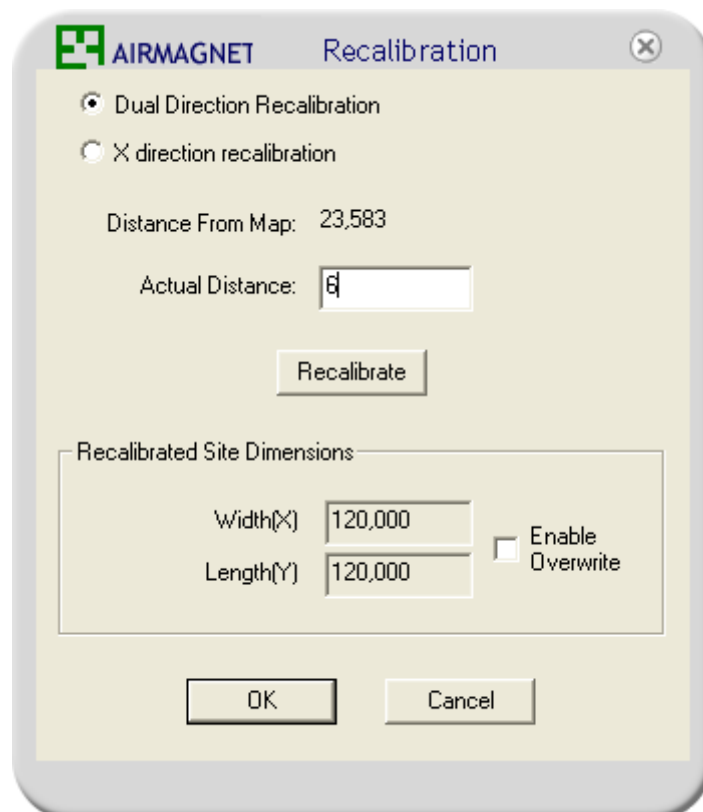 AIRMAGNET Recalibration
Dual Direction Recalibration
X direction recalibration
Distance From Map: 23,583
Actual Distance: 6
Recalibrate
Recalibrated Site Dimensions
Width(X) 120,000
Enable
Overwrite
Length(Y) 120,000
OK Cancel